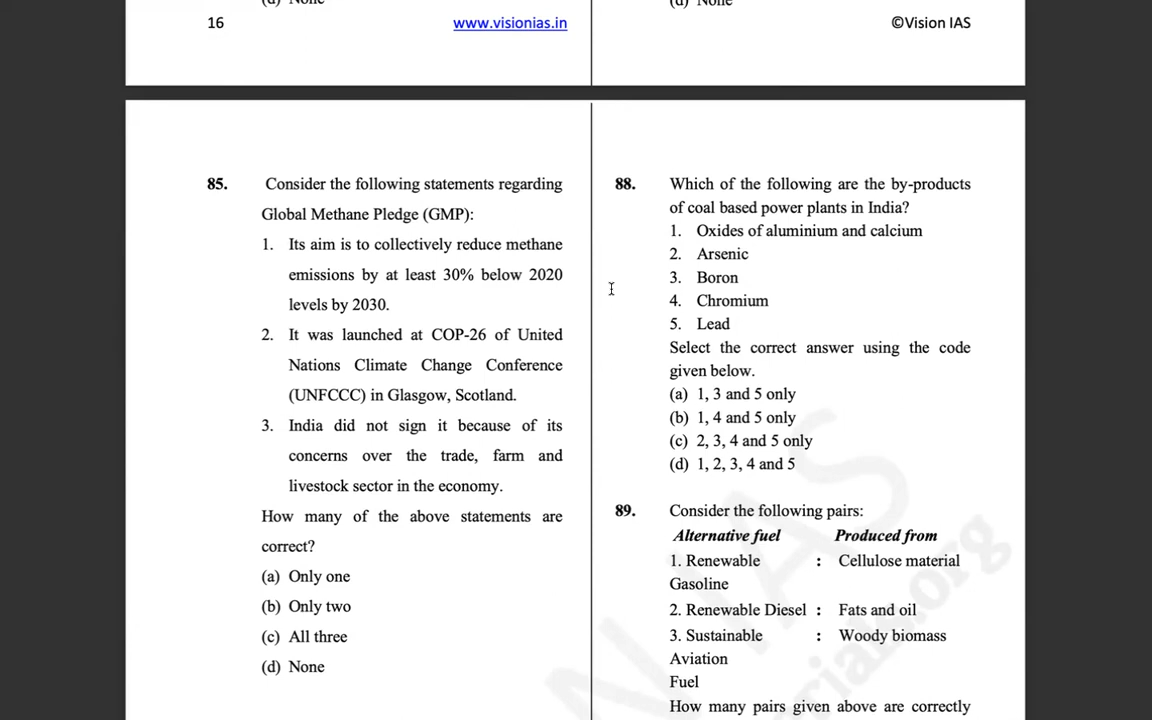 (d) None
(d) None
16 www.visionias.in ©Vision IAS
85. Consider the following statements regarding
Global Methane Pledge (GMP):
1. Its aim is to collectively reduce methane
emissions by at least 30% below 2020
levels by 2030.
2. It was launched at COP-26 of United
Nations Climate Change Conference
(UNFCCC) in Glasgow, Scotland.
3. India did not sign it because of its
concerns over the trade, farm and
livestock sector in the economy.
How many of the above statements are
correct?
(a) Only one
(b) Only two
(c) All three
(d) None
88. Which of the following are the by-products
of coal based power plants in India?
1. Oxides of aluminium and calcium
2. Arsenic
3. Boron
4. Chromium
5. Lead
Select the correct answer using the code
given below.
(a) 1, 3 and 5 only
(b) 1, 4 and 5 only
(c) 2, 3, 4 and 5 only
(d) 1, 2, 3, 4 and 5
89. Consider the following pairs:
Alternative fuel Produced from
1. Renewable : Cellulose material
Gasoline
2. Renewable Diesel : Fats and oil
3. Sustainable : Woody biomass
Aviation
Fuel
How many pairs given above are correctly